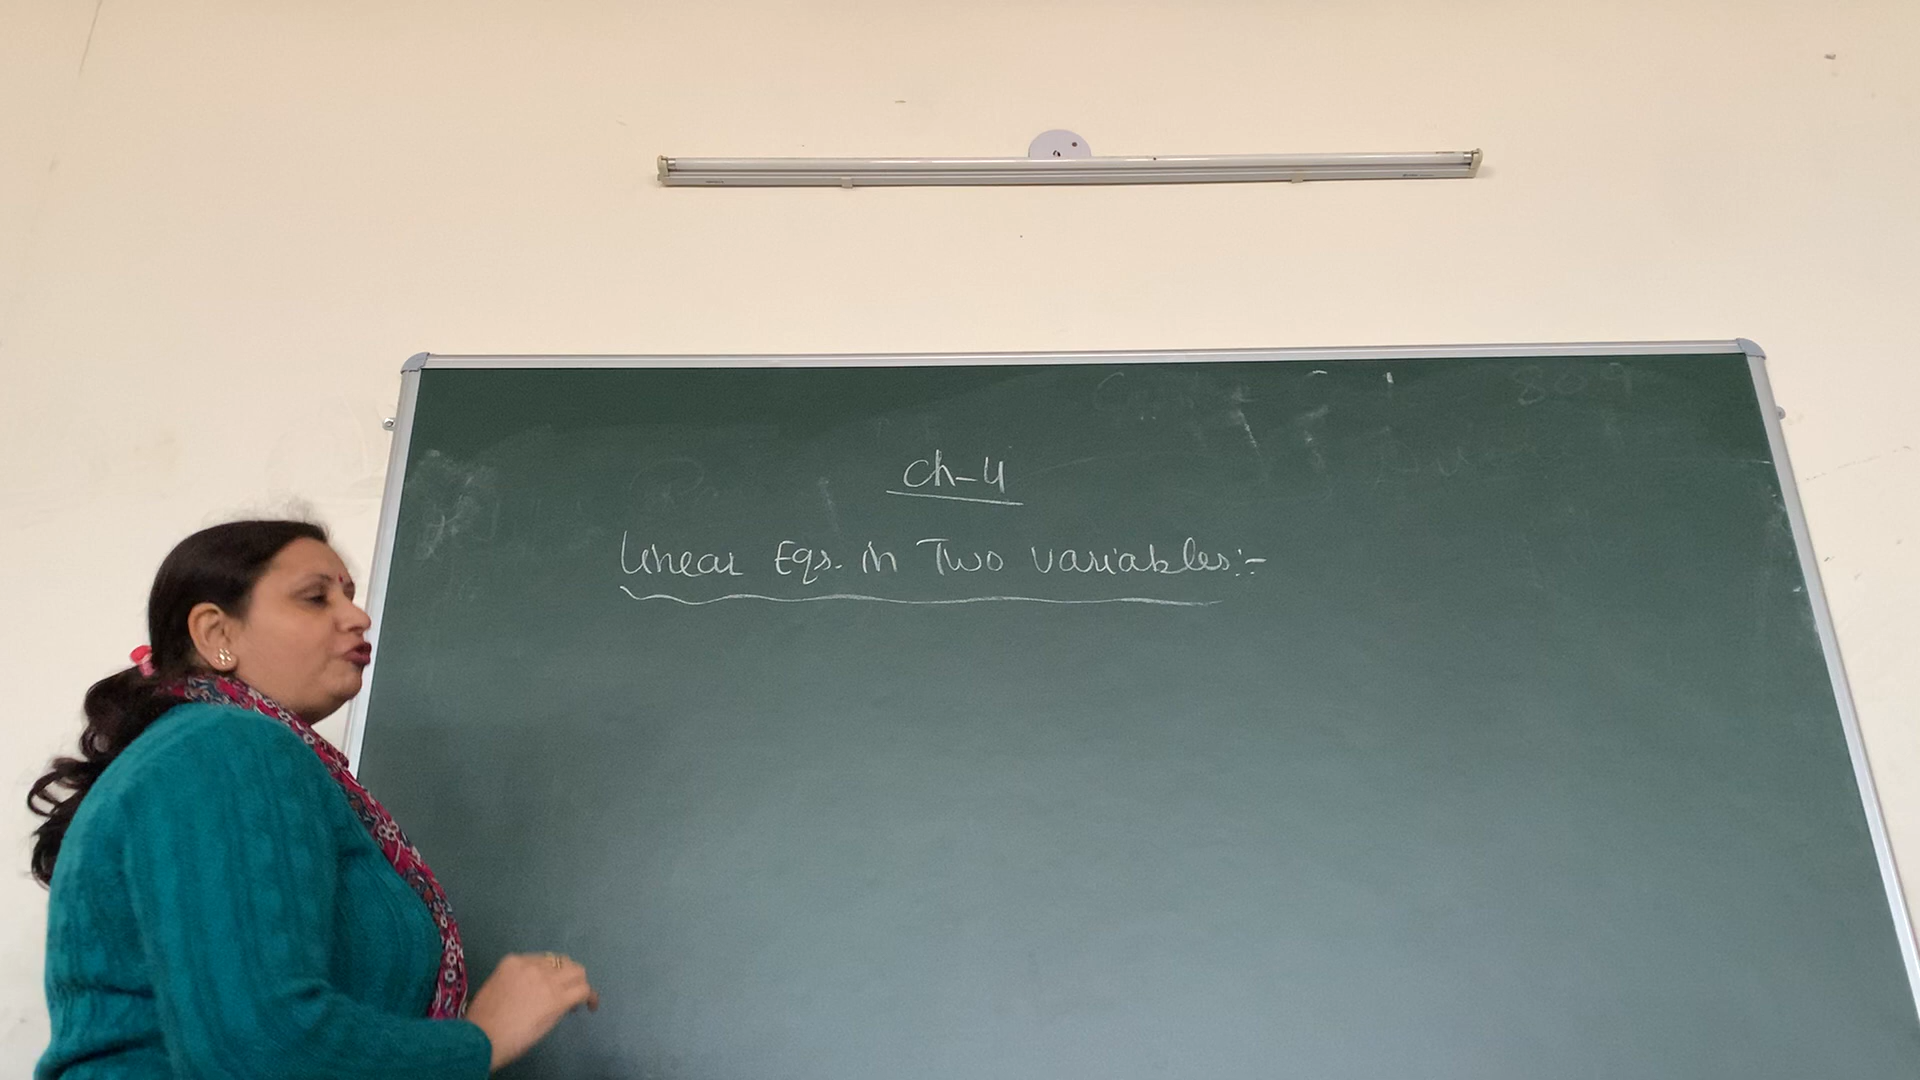 Ch-4
Linear Eqs. in Two variables:-